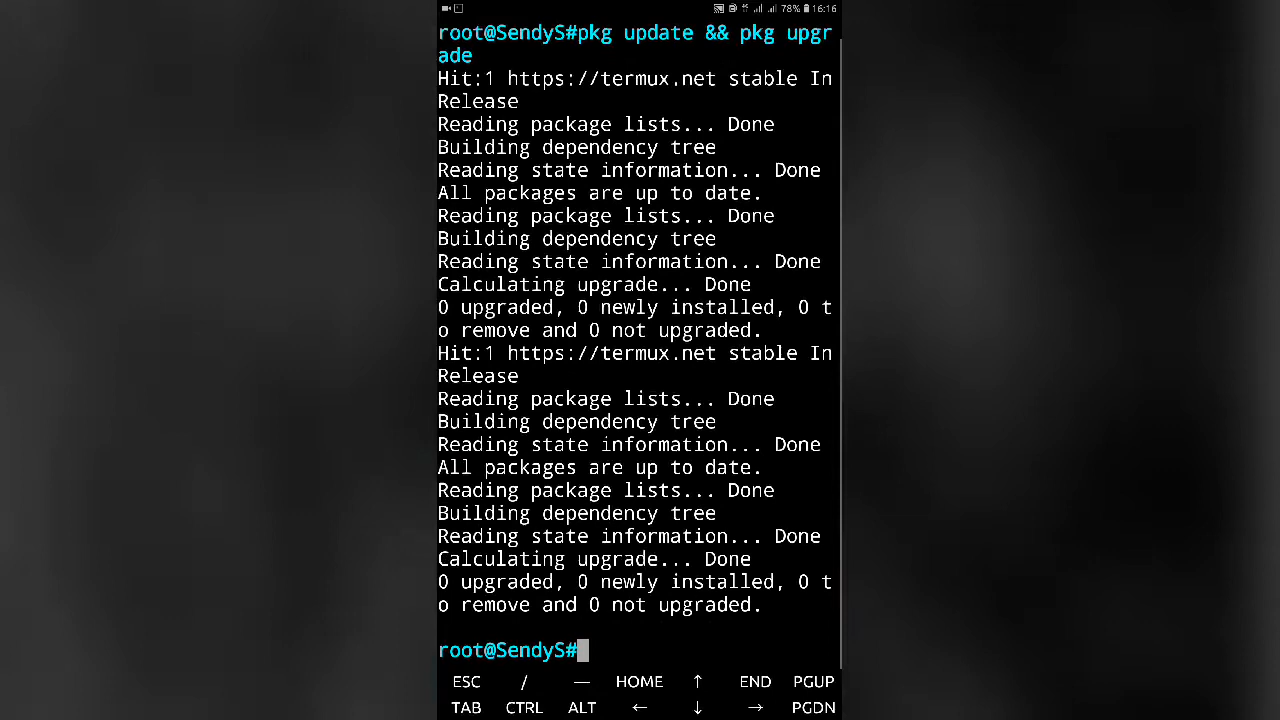 78% 16:16
root@SendyS#pkg update && pkg upgr
ade
Hit:1 https://termux.net stable In
Release
Reading package lists... Done
Building dependency tree
Reading state information... Done
All packages are up to date.
Reading package lists... Done
Building dependency tree
Reading state information... Done
Calculating upgrade... Done
0 upgraded, 0 newly installed, 0 t
o remove and 0 not upgraded.
Hit:1 https://termux.net stable In
Release
Reading package lists... Done
Building dependency tree
Reading state information... Done
All packages are up to date.
Reading package lists... Done
Building dependency tree
Reading state information... Done
Calculating upgrade... Done
0 upgraded, 0 newly installed, 0 t
o remove and 0 not upgraded.
root@SendyS#
ESC / — HOME ↑ END PGUP
TAB CTRL ALT ← ↓ → PGDN